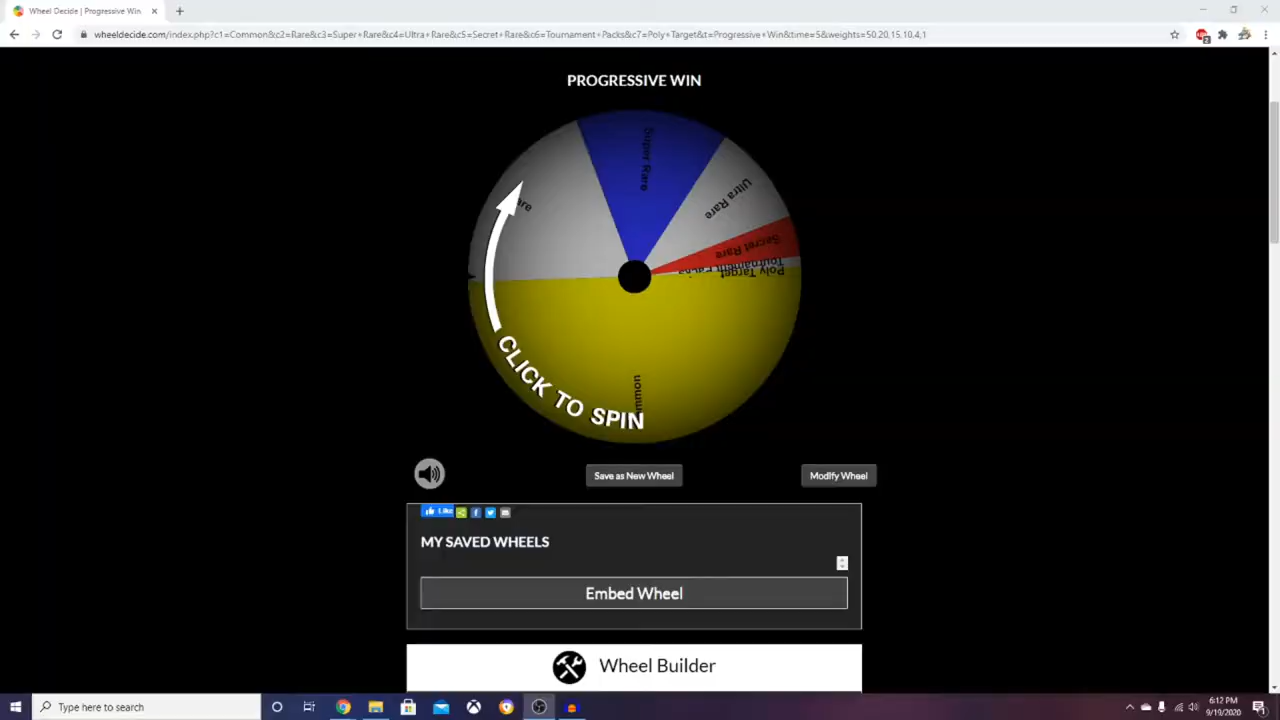 Wheel Decide | Progressive Win
wheeldecide.com/index.php?c1=Common&c2=Rare&c3=Super+Rare&c4=Ultra+Rare&c5=Secret+Rare&c6=Tournament+Packs&c7=Poly+Target&t=Progressive+Win&time=5&weights=50,20,15,10,4,1
PROGRESSIVE WIN
Super Rare
Ultra Rare
Secret Rare
Poly Target
CLICK TO SPIN
Save as New Wheel
Modify Wheel
Like
MY SAVED WHEELS
Embed Wheel
Wheel Builder
Type here to search
6:12 PM
9/19/2020